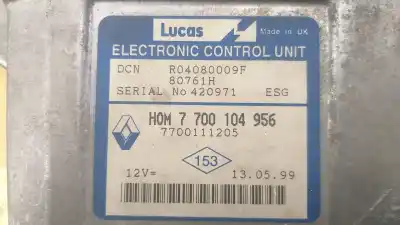 Lucas
Made in UK
ELECTRONIC CONTROL UNIT
DCN R04080009F
80761H
SERIAL No 420971 ESG
HOM 7 700 104 956
7700111205
153
12V= 13.05.99